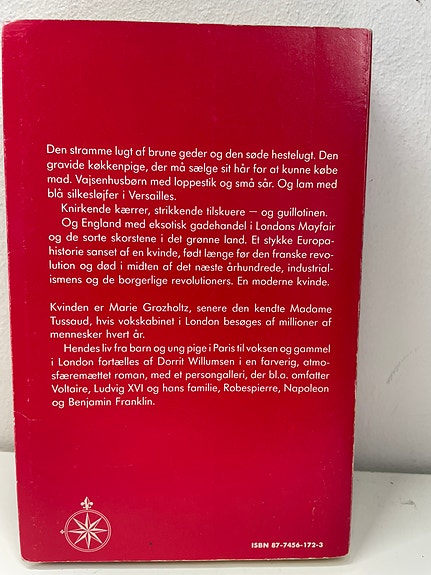 Den stramme lugt af brune geder og den søde hestelugt. Den
gravide køkkenpige, der må sælge sit hår for at kunne købe
mad. Vajsenhusbørn med loppestik og små sår. Og lam med
blå silkesløjfer i Versailles.
Knirkende kærrer, strikkende tilskuere — og guillotinen.
Og England med eksotisk gadehandel i Londons Mayfair
og de sorte skorstene i det grønne land. Et stykke Europa-
historie sanset af en kvinde, født længe før den franske re-
volution og død i midten af det næste århundrede, industrial-
ismens og de borgerlige revolutioners. En moderne kvinde.
Kvinden er Marie Grozholtz, senere den kendte Madame
Tussaud, hvis vokskabinet i London besøges af millioner af
mennesker hvert år.
Hendes liv fra barn og ung pige i Paris til voksen og gammel
i London fortælles af Dorrit Willumsen i en farverig, atmo-
sfæremættet roman, med et persongalleri, der bl.a. omfatter
Voltaire, Ludvig XVI og hans familie, Robespierre, Napoleon
og Benjamin Franklin.
ISBN 87-7456-172-3